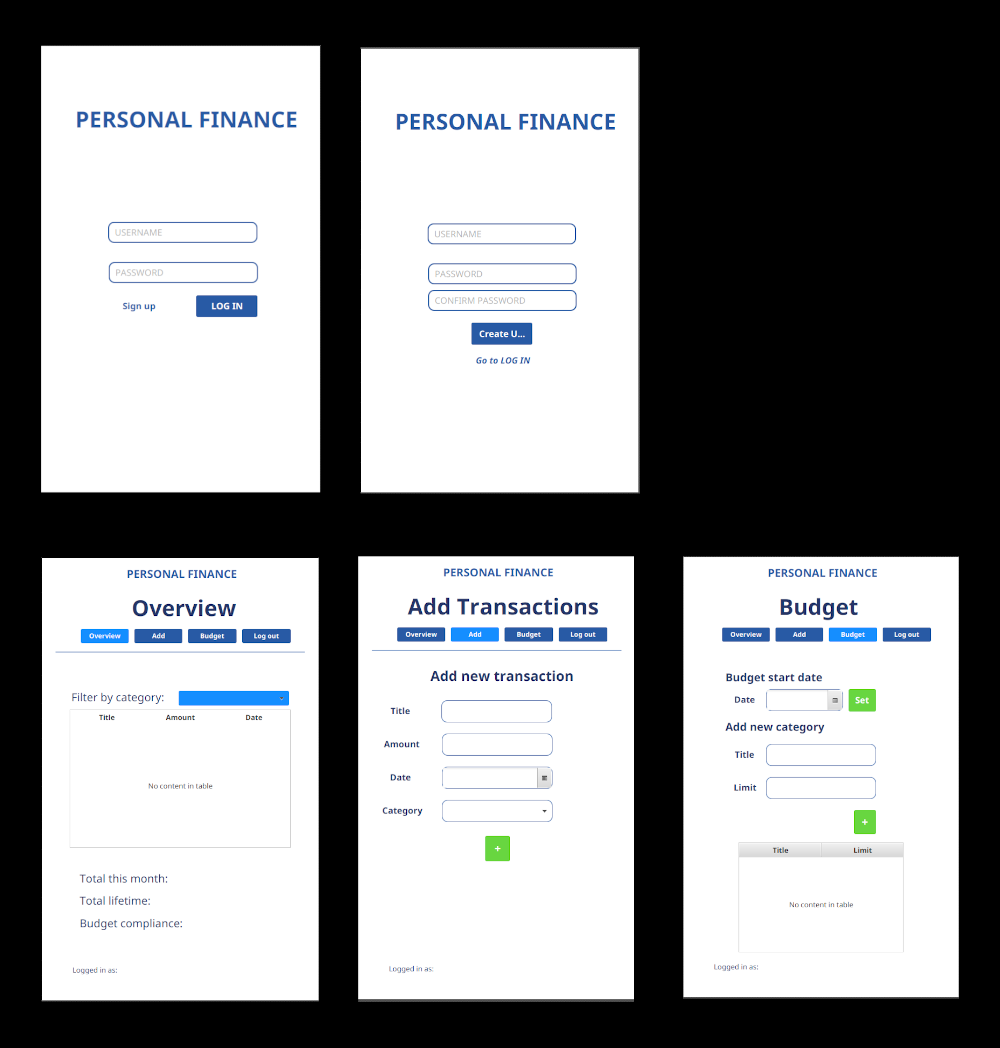 PERSONAL FINANCE
USERNAME
PASSWORD
Sign up LOG IN
PERSONAL FINANCE
USERNAME
PASSWORD
CONFIRM PASSWORD
Create U...
Go to LOG IN
PERSONAL FINANCE
Overview
Overview Add Budget Log out
Filter by category:
Title Amount Date
No content in table
Total this month:
Total lifetime:
Budget compliance:
Logged in as:
PERSONAL FINANCE
Add Transactions
Overview Add Budget Log out
Add new transaction
Title
Amount
Date
Category
+
Logged in as:
PERSONAL FINANCE
Budget
Overview Add Budget Log out
Budget start date
Date Set
Add new category
Title
Limit
+
Title Limit
No content in table
Logged in as: